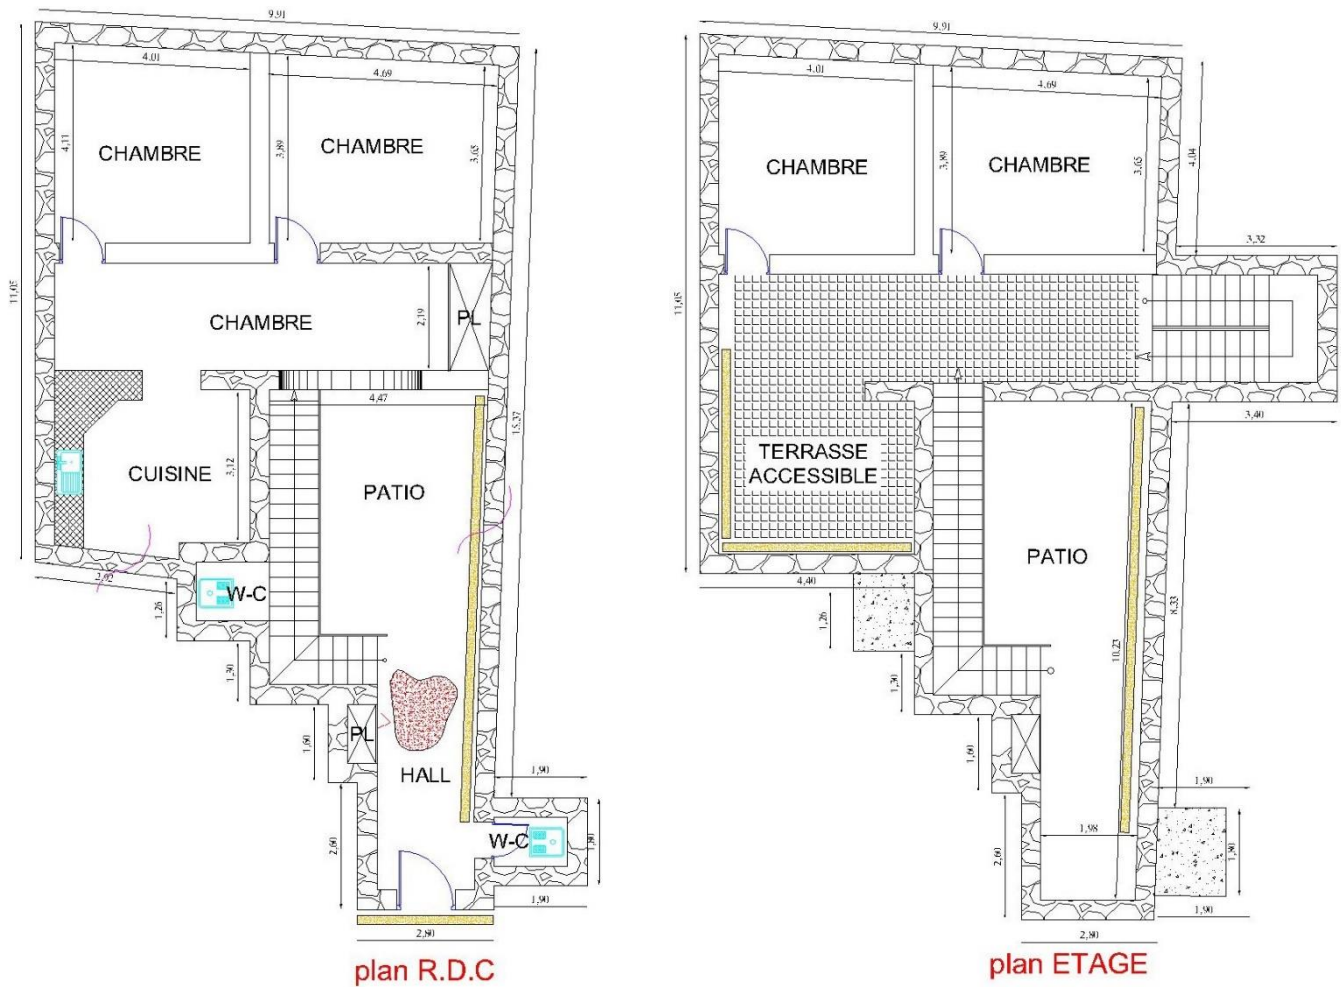 9,91
4.01
4.69
4,11
3,89
3,65
CHAMBRE
CHAMBRE
11,05
CHAMBRE
2,19
PL
4,47
15,37
CUISINE
3,12
PATIO
2,92
W-C
1,26
1,30
PL
1,60
HALL
1,90
2,60
W-C
1,80
1,90
2,80
plan R.D.C
9,91
4,01
4,69
3,89
3,65
4,04
CHAMBRE
CHAMBRE
3,32
11,05
3,40
TERRASSE
ACCESSIBLE
PATIO
4,40
1,26
8,33
10,23
1,30
1,60
1,90
1,98
2,60
1,80
1,90
2,80
plan ETAGE